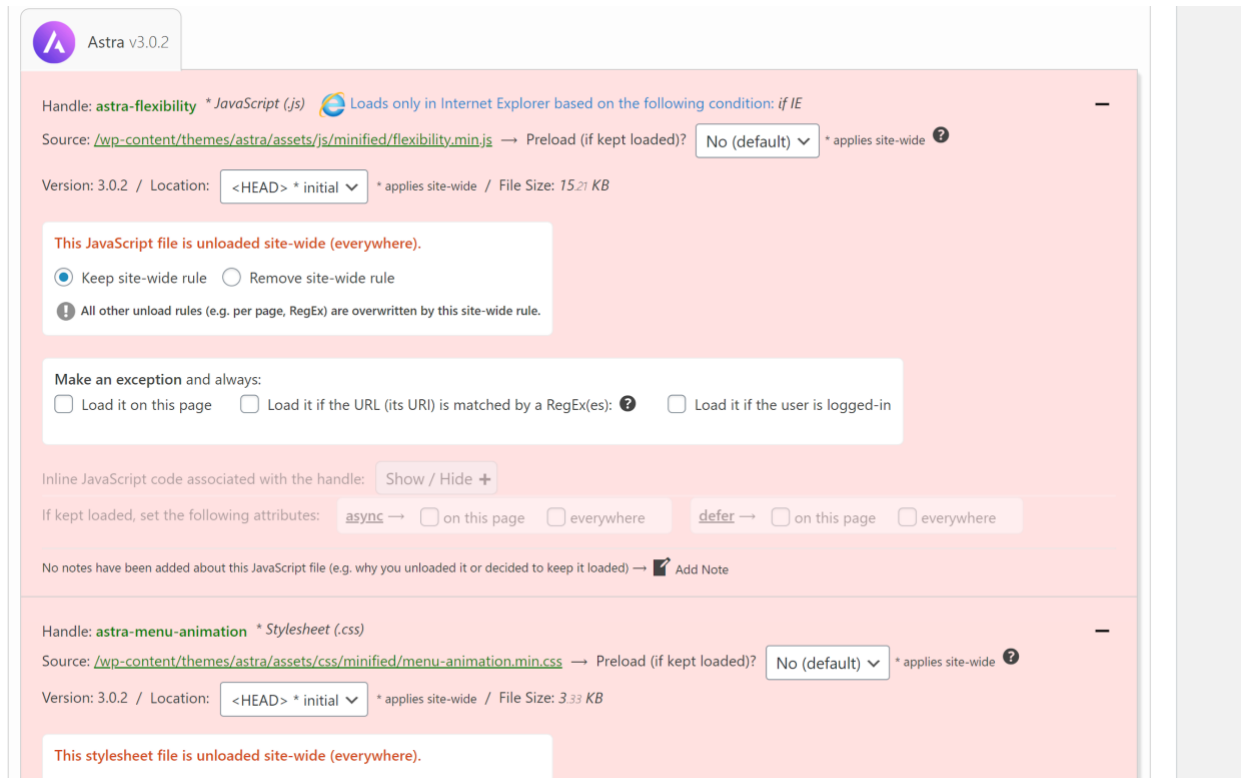 Astra v3.0.2
Handle: astra-flexibility * JavaScript (.js) Loads only in Internet Explorer based on the following condition: if IE
Source: /wp-content/themes/astra/assets/js/minified/flexibility.min.js → Preload (if kept loaded)? No (default) * applies site-wide ?
Version: 3.0.2 / Location: <HEAD> * initial * applies site-wide / File Size: 15.21 KB
This JavaScript file is unloaded site-wide (everywhere).
Keep site-wide rule Remove site-wide rule
All other unload rules (e.g. per page, RegEx) are overwritten by this site-wide rule.
Make an exception and always:
Load it on this page Load it if the URL (its URI) is matched by a RegEx(es): ? Load it if the user is logged-in
Inline JavaScript code associated with the handle: Show / Hide +
If kept loaded, set the following attributes: async → on this page everywhere defer → on this page everywhere
No notes have been added about this JavaScript file (e.g. why you unloaded it or decided to keep it loaded) → Add Note
Handle: astra-menu-animation * Stylesheet (.css)
Source: /wp-content/themes/astra/assets/css/minified/menu-animation.min.css → Preload (if kept loaded)? No (default) * applies site-wide ?
Version: 3.0.2 / Location: <HEAD> * initial * applies site-wide / File Size: 3.33 KB
This stylesheet file is unloaded site-wide (everywhere).